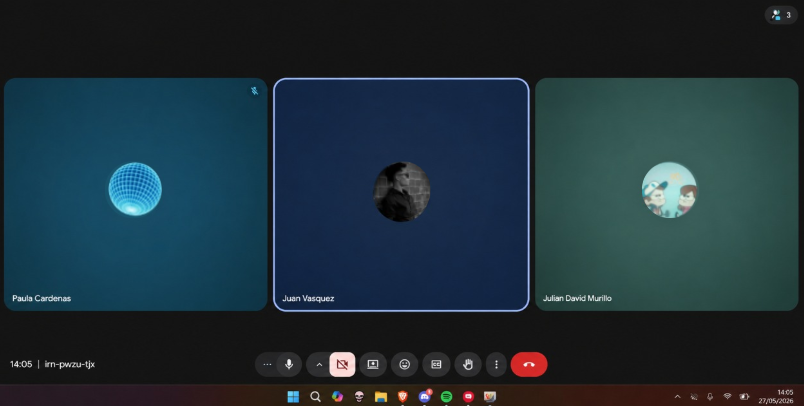 3
Paula Cardenas
Juan Vasquez
Julian David Murillo
14:05 | irn-pwzu-tjx
14:05
27/05/2026